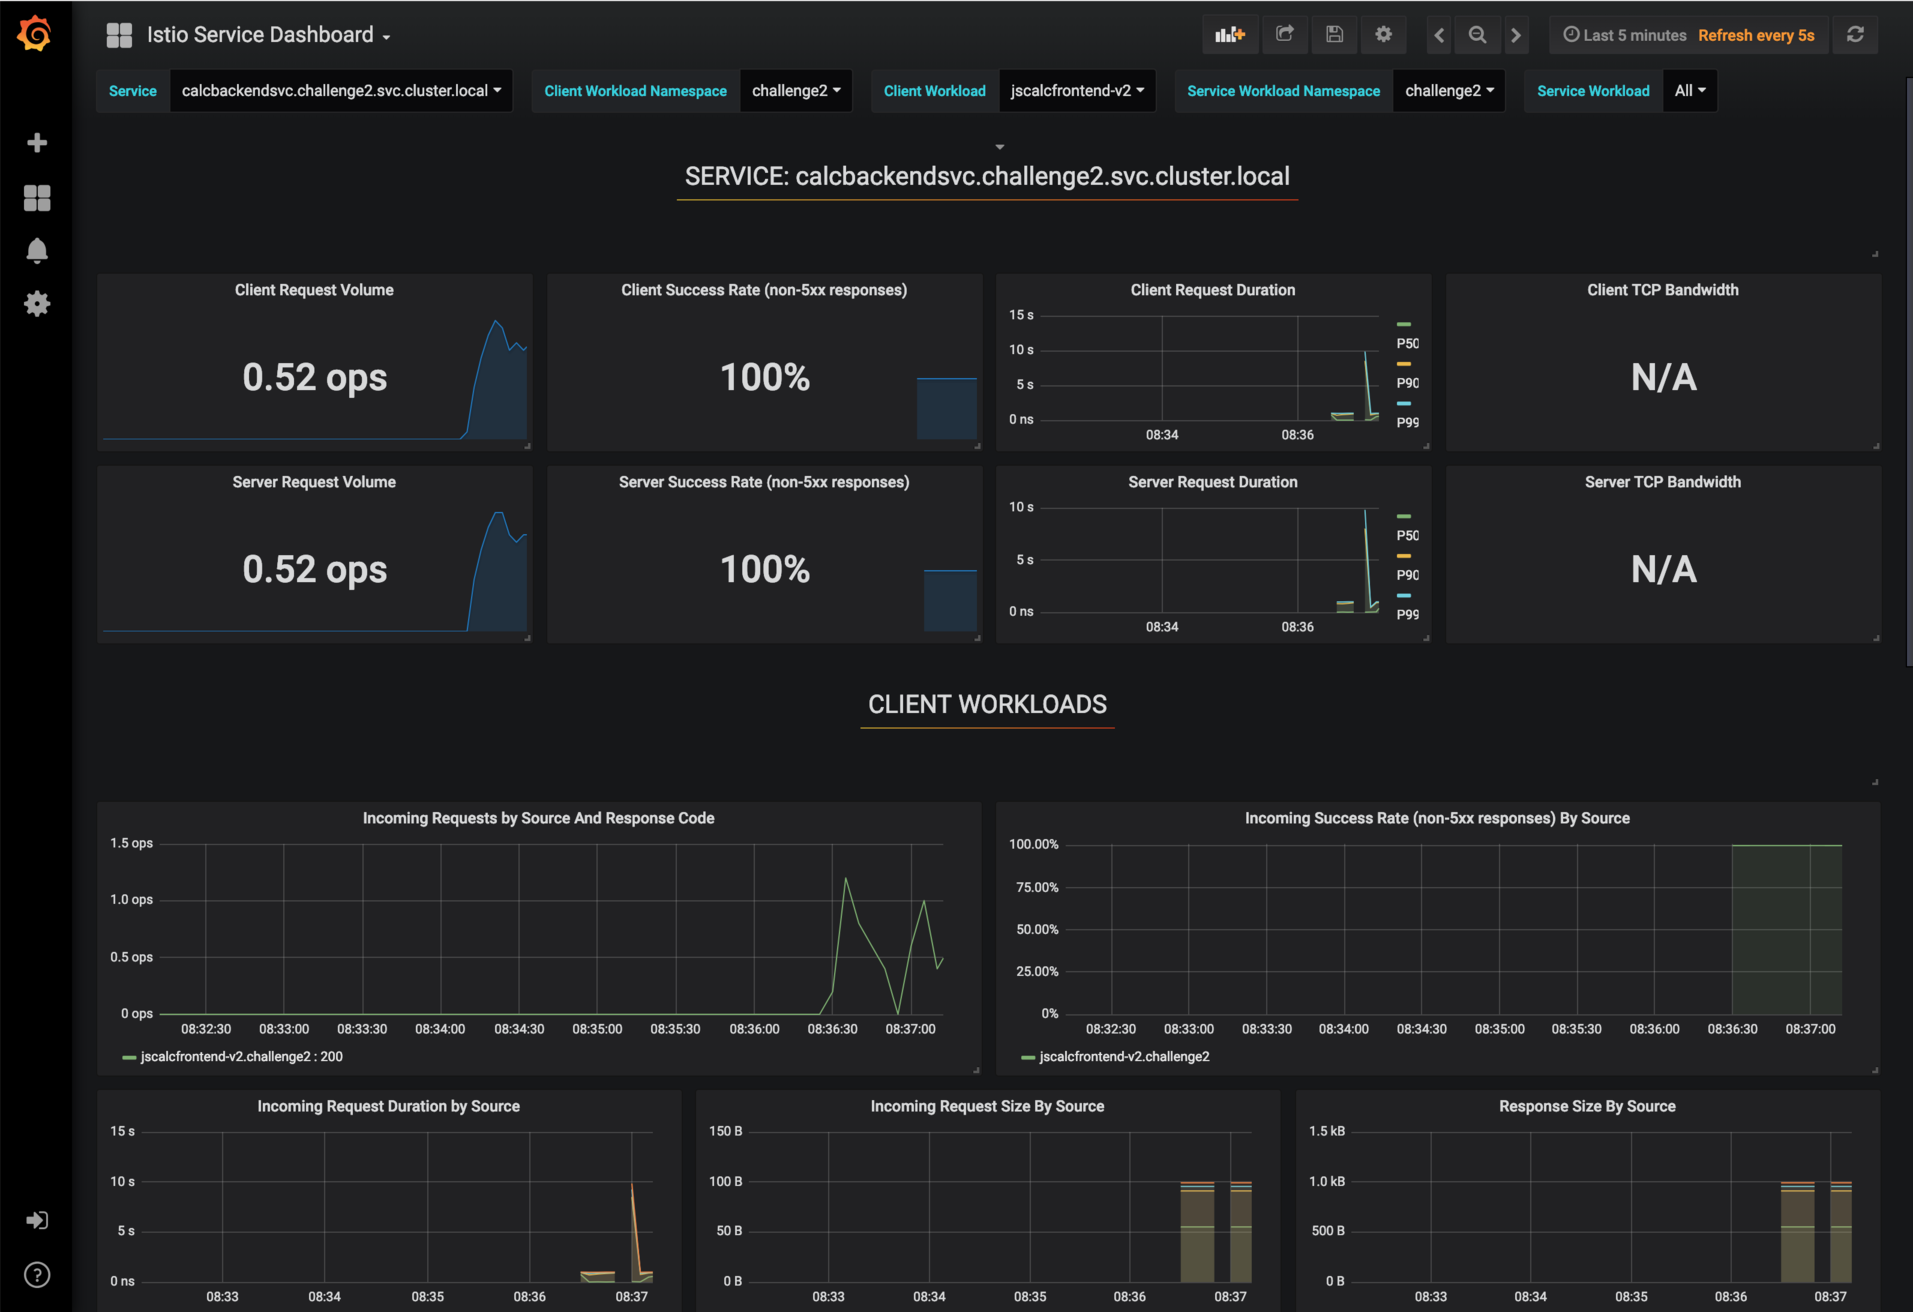 Istio Service Dashboard
Last 5 minutes Refresh every 5s
Service calcbackendsvc.challenge2.svc.cluster.local Client Workload Namespace challenge2 Client Workload jscalcfrontend-v2 Service Workload Namespace challenge2 Service Workload All
SERVICE: calcbackendsvc.challenge2.svc.cluster.local
Client Request Volume
0.52 ops
Client Success Rate (non-5xx responses)
100%
Client Request Duration
15 s
10 s
5 s
0 ns
08:34 08:36
P50
P90
P99
Client TCP Bandwidth
N/A
Server Request Volume
0.52 ops
Server Success Rate (non-5xx responses)
100%
Server Request Duration
10 s
5 s
0 ns
08:34 08:36
P50
P90
P99
Server TCP Bandwidth
N/A
CLIENT WORKLOADS
Incoming Requests by Source And Response Code
1.5 ops
1.0 ops
0.5 ops
0 ops
08:32:30 08:33:00 08:33:30 08:34:00 08:34:30 08:35:00 08:35:30 08:36:00 08:36:30 08:37:00
jscalcfrontend-v2.challenge2 : 200
Incoming Success Rate (non-5xx responses) By Source
100.00%
75.00%
50.00%
25.00%
0%
08:32:30 08:33:00 08:33:30 08:34:00 08:34:30 08:35:00 08:35:30 08:36:00 08:36:30 08:37:00
jscalcfrontend-v2.challenge2
Incoming Request Duration by Source
15 s
10 s
5 s
0 ns
08:33 08:34 08:35 08:36 08:37
Incoming Request Size By Source
150 B
100 B
50 B
0 B
08:33 08:34 08:35 08:36 08:37
Response Size By Source
1.5 kB
1.0 kB
500 B
0 B
08:33 08:34 08:35 08:36 08:37